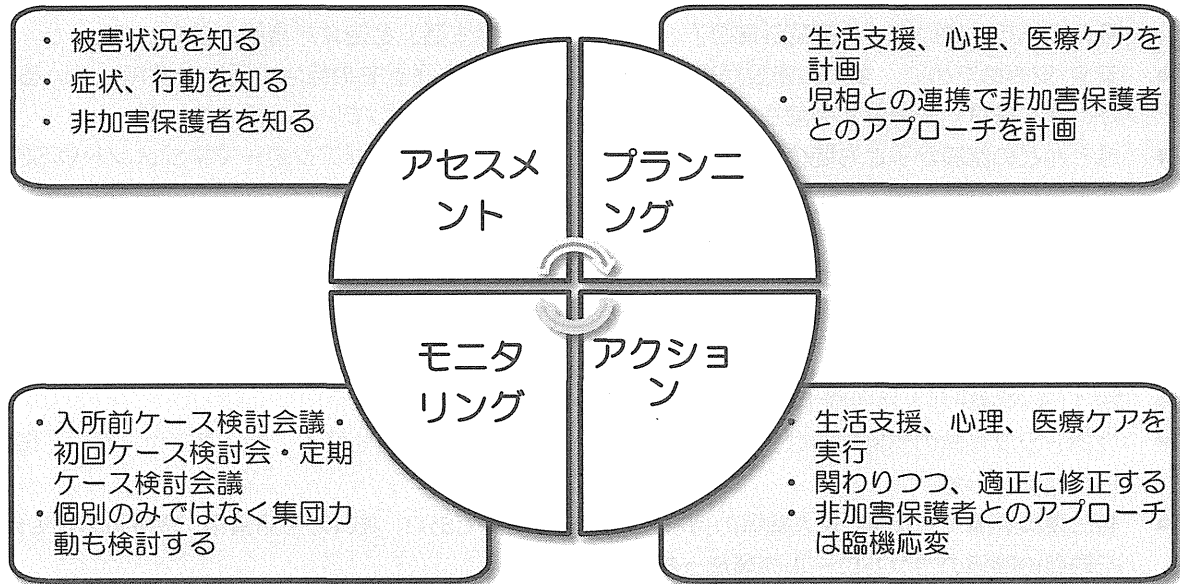 ・ 被害状況を知る
・ 症状、行動を知る
・ 非加害保護者を知る
・ 生活支援、心理、医療ケアを
計画
・ 児相との連携で非加害保護者
とのアプローチを計画
アセスメ
ント
プランニ
ング
モニタ
リング
アクショ
ン
・入所前ケース検討会議・
初回ケース検討会・定期
ケース検討会議
・個別のみではなく集団力
動も検討する
・ 生活支援、心理、医療ケアを
実行
・ 関わりつつ、適正に修正する
・ 非加害保護者とのアプローチ
は臨機応変